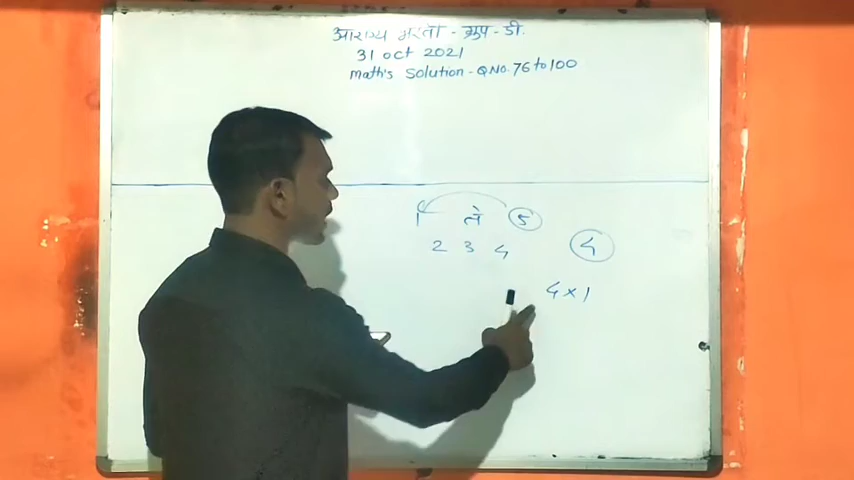 आरोग्य भरती - ग्रुप - डी.
31 oct 2021
math's Solution - Q.No. 76 to 100
1 ते 5
2 3 4
4
4 × 1